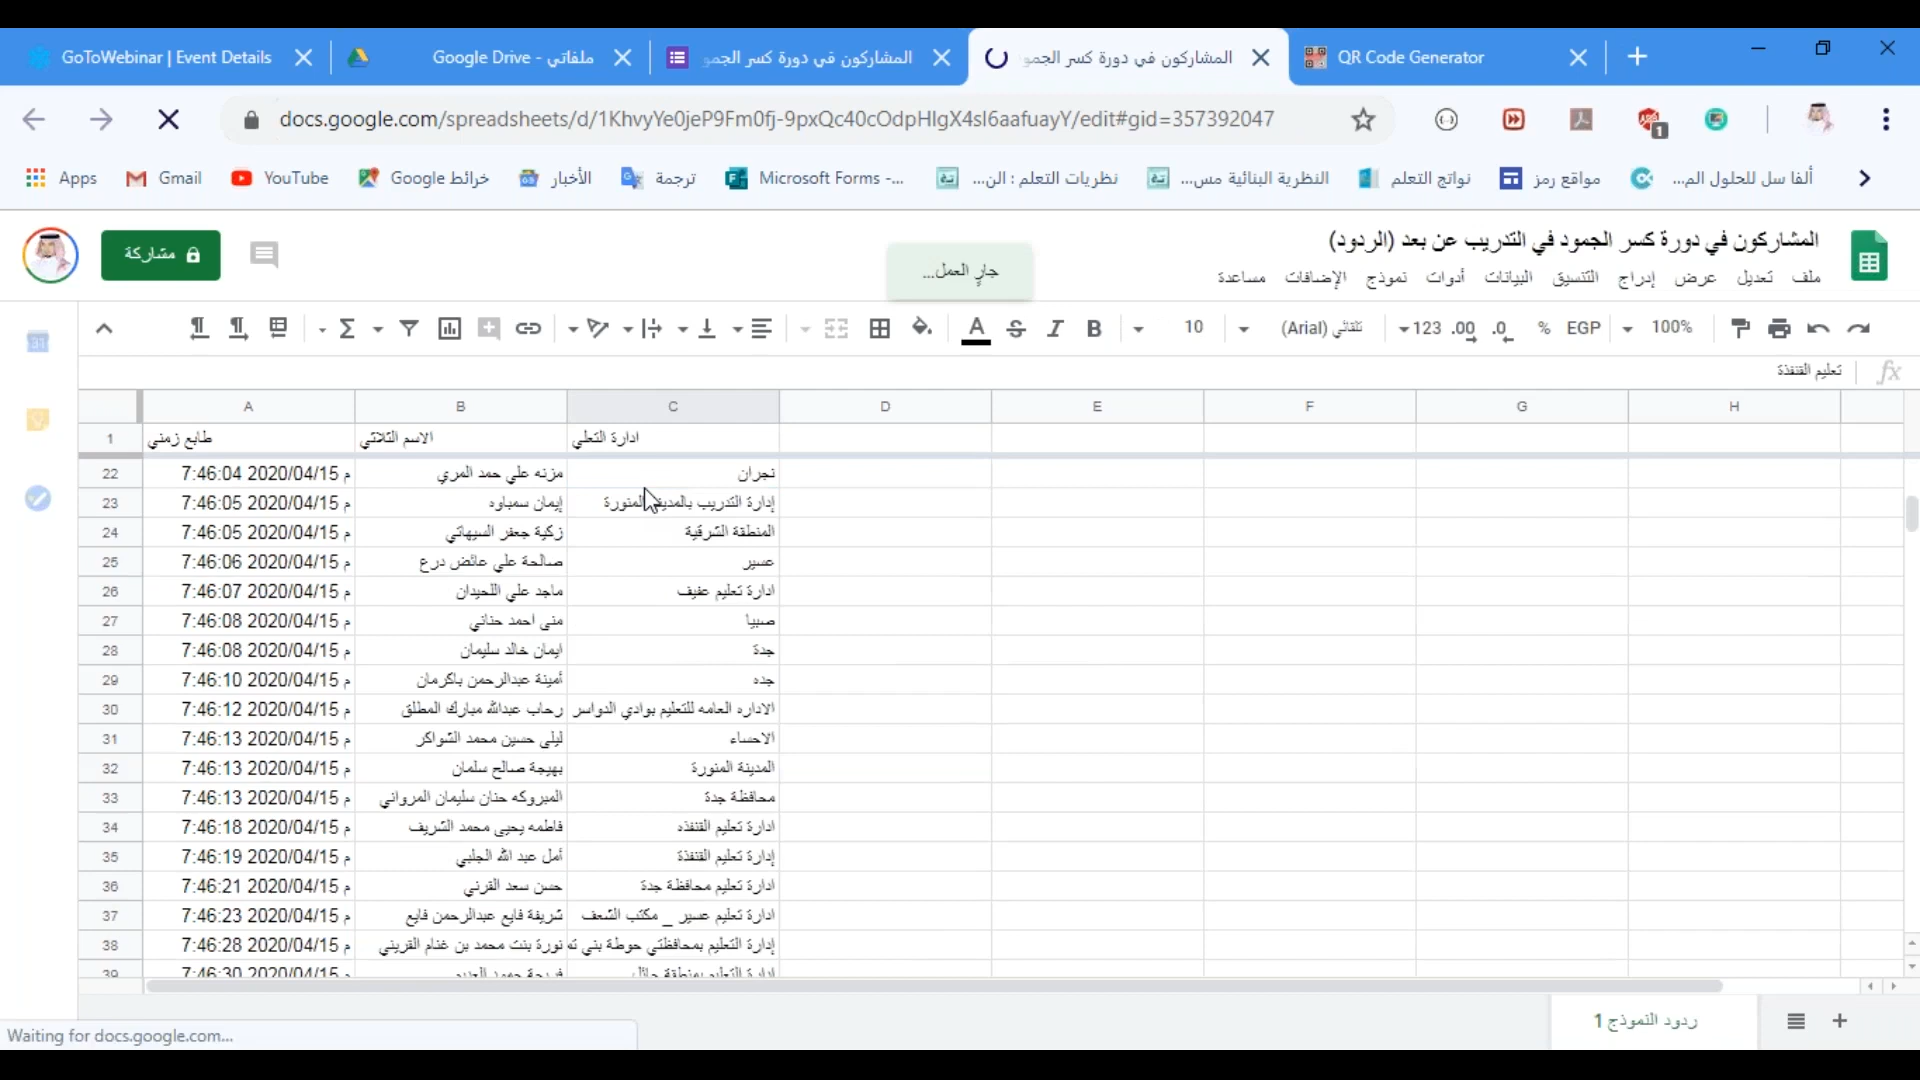 GoToWebinar | Event Details
ملفاتي - Google Drive
المشاركون في دورة كسر الجمو
المشاركون في دورة كسر الجمو
QR Code Generator
docs.google.com/spreadsheets/d/1KhvyYe0jeP9Fm0fj-9pxQc40cOdpHIgX4sl6aafuayY/edit#gid=357392047
1
Apps
Gmail
YouTube
خرائط Google
الأخبار
ترجمة
Microsoft Forms -...
نظريات التعلم : الن...
النظرية البنائية مس...
نواتج التعلم
مواقع رمز
ألفا سل للحلول الم...
المشاركون في دورة كسر الجمود في التدريب عن بعد (الردود)
مشاركة
جارٍ العمل...
ملف تعديل عرض إدراج التنسيق البيانات أدوات نموذج الإضافات مساعدة
100% EGP % .0 .00 123 تلقائي (Arial) 10 B I S A
تعليم القنفذة
fx
A B C D E F G H
1 طابع زمني الاسم الثلاثي ادارة التعلي
22 7:46:04 2020/04/15 م مزنه علي حمد المري نجران
23 7:46:05 2020/04/15 م إيمان سمباوه إدارة التدريب بالمدينة المنورة
24 7:46:05 2020/04/15 م زكية جعفر السيهاتي المنطقة الشرقية
25 7:46:06 2020/04/15 م صالحة علي عائض درع عسير
26 7:46:07 2020/04/15 م ماجد علي اللحيدان ادارة تعليم عفيف
27 7:46:08 2020/04/15 م منى احمد حناني صبيا
28 7:46:08 2020/04/15 م ايمان خالد سليمان جدة
29 7:46:10 2020/04/15 م أمينة عبدالرحمن باكرمان جده
30 7:46:12 2020/04/15 م رحاب عبدالله مبارك المطلق الاداره العامه للتعليم بوادي الدواسر
31 7:46:13 2020/04/15 م ليلى حسين محمد الشواكر الاحساء
32 7:46:13 2020/04/15 م بهيجة صالح سلمان المدينة المنورة
33 7:46:13 2020/04/15 م المبروكه حنان سليمان المرواني محافظة جدة
34 7:46:18 2020/04/15 م فاطمه يحيى محمد الشريف ادارة تعليم القنفذه
35 7:46:19 2020/04/15 م أمل عبد الله الجلبي إدارة تعليم القنفذة
36 7:46:21 2020/04/15 م حسن سعد القرني ادارة تعليم محافظة جدة
37 7:46:23 2020/04/15 م شريفة فايع عبدالرحمن فايع ادارة تعليم عسير _ مكتب الشعف
38 7:46:28 2020/04/15 م نورة بنت محمد بن غنام القريني إدارة التعليم بمحافظتي حوطة بني تم
39 7:46:30 2020/04/15 م
ردود النموذج 1
Waiting for docs.google.com...